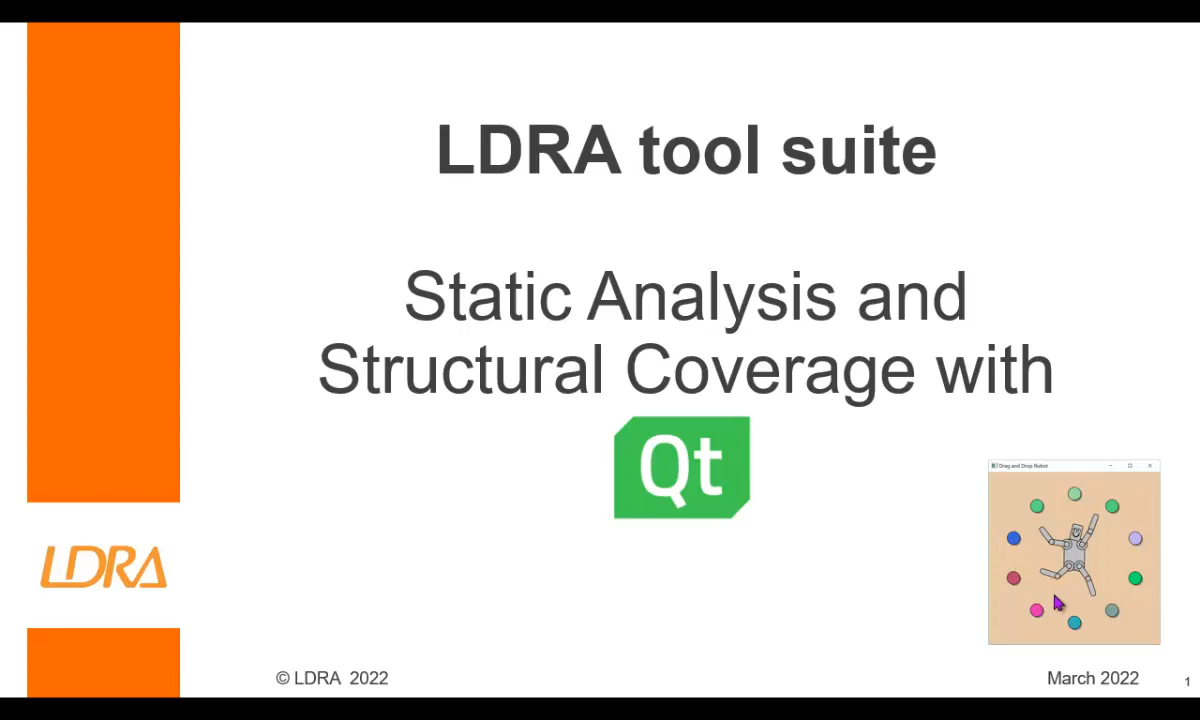 LDRA tool suite
Static Analysis and
Structural Coverage with
Qt
Drag and Drop Robot
LDRA
© LDRA 2022
March 2022
1